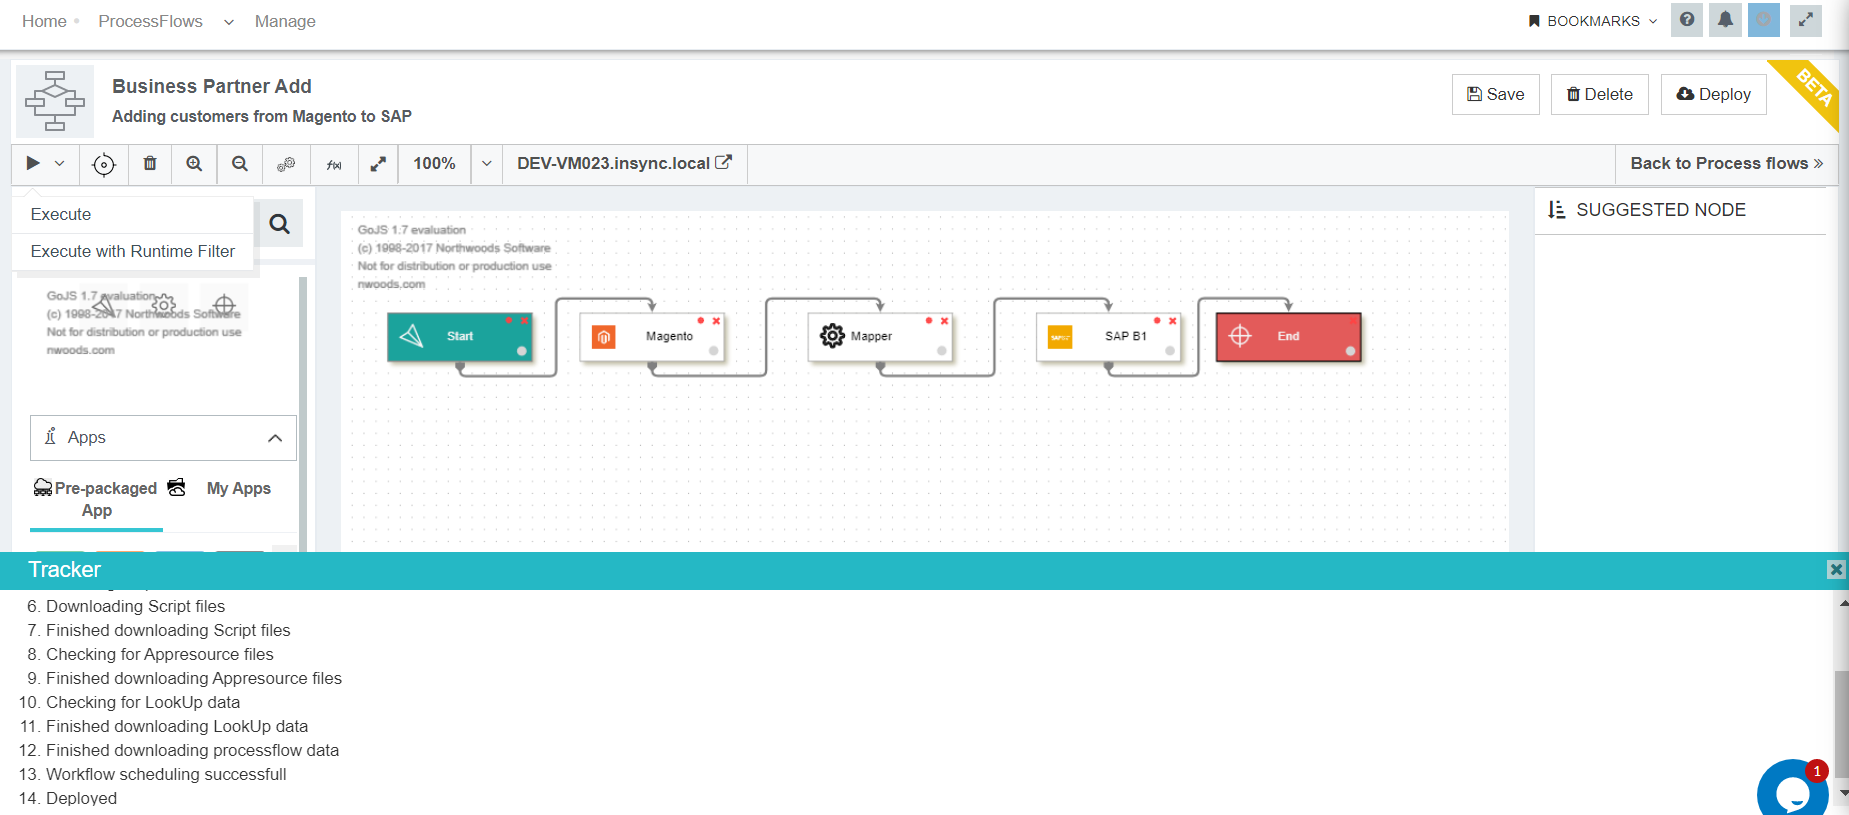 Home • ProcessFlows Manage
BOOKMARKS
Business Partner Add
Adding customers from Magento to SAP
Save
Delete
Deploy
BETA
f(x)
100%
DEV-VM023.insync.local
Back to Process flows »
Execute
Execute with Runtime Filter
SUGGESTED NODE
GoJS 1.7 evaluation
(c) 1998-2017 Northwoods Software
Not for distribution or production use
nwoods.com
GoJS 1.7 evaluation
(c) 1998-2017 Northwoods Software
Not for distribution or production use
nwoods.com
Start
Magento
Mapper
SAP B1
End
Apps
Pre-packaged App
My Apps
Tracker
6. Downloading Script files
7. Finished downloading Script files
8. Checking for Appresource files
9. Finished downloading Appresource files
10. Checking for LookUp data
11. Finished downloading LookUp data
12. Finished downloading processflow data
13. Workflow scheduling successfull
14. Deployed
1